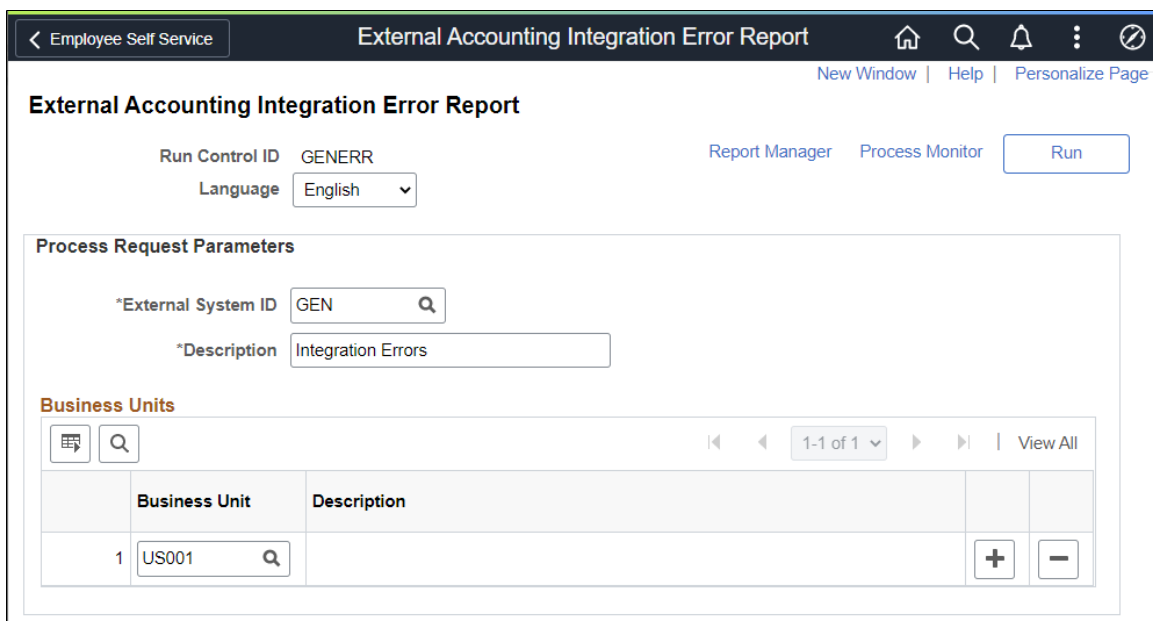 Employee Self Service External Accounting Integration Error Report
New Window | Help | Personalize Page
External Accounting Integration Error Report
Run Control ID GENERR Report Manager Process Monitor Run
Language English
Process Request Parameters
*External System ID GEN
*Description Integration Errors
Business Units
1-1 of 1 | View All
Business Unit Description
1 US001